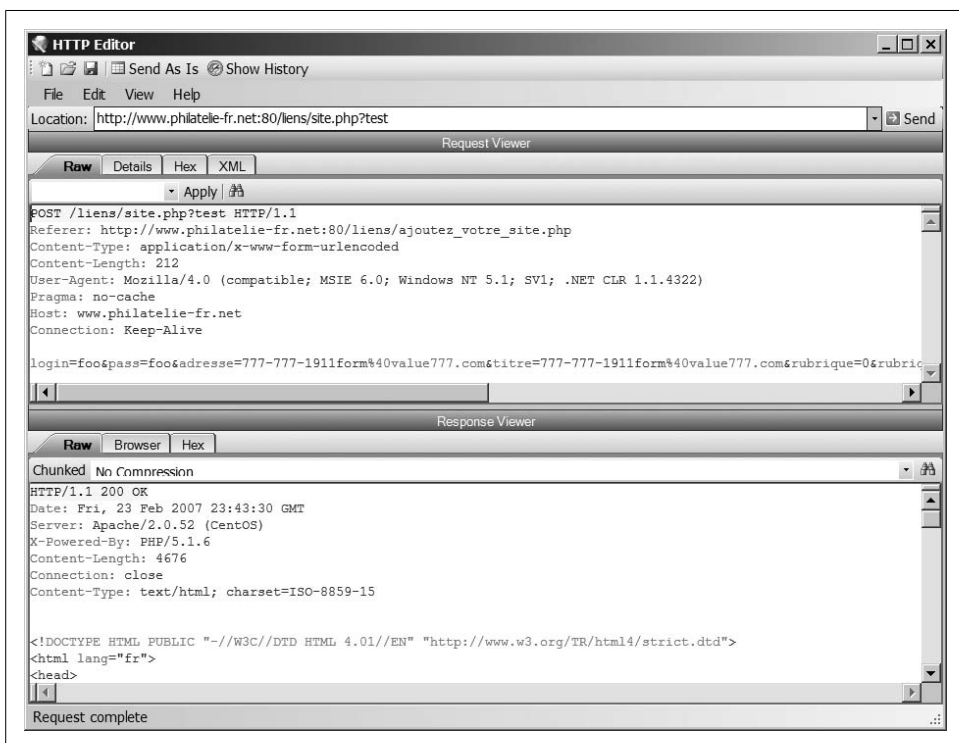 HTTP Editor
Send As Is Show History
File Edit View Help
Location: http://www.philatelie-fr.net:80/liens/site.php?test Send
Request Viewer
Raw Details Hex XML
Apply
POST /liens/site.php?test HTTP/1.1
Referer: http://www.philatelie-fr.net:80/liens/ajoutez_votre_site.php
Content-Type: application/x-www-form-urlencoded
Content-Length: 212
User-Agent: Mozilla/4.0 (compatible; MSIE 6.0; Windows NT 5.1; SV1; .NET CLR 1.1.4322)
Pragma: no-cache
Host: www.philatelie-fr.net
Connection: Keep-Alive
login=foo&pass=foo&adresse=777-777-1911form%40value777.com&titre=777-777-1911form%40value777.com&rubrique=0&rubriq
Response Viewer
Raw Browser Hex
Chunked No Compression
HTTP/1.1 200 OK
Date: Fri, 23 Feb 2007 23:43:30 GMT
Server: Apache/2.0.52 (CentOS)
X-Powered-By: PHP/5.1.6
Content-Length: 4676
Connection: close
Content-Type: text/html; charset=ISO-8859-15
<!DOCTYPE HTML PUBLIC "-//W3C//DTD HTML 4.01//EN" "http://www.w3.org/TR/html4/strict.dtd">
<html lang="fr">
<head>
Request complete